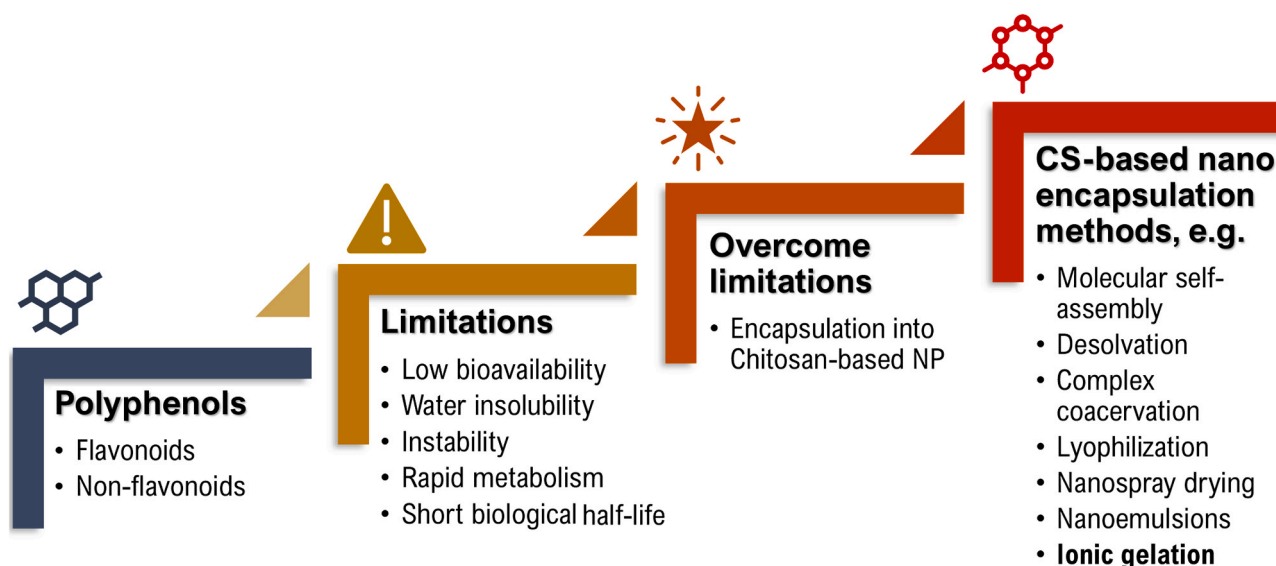 Polyphenols
• Flavonoids
• Non-flavonoids
Limitations
• Low bioavailability
• Water insolubility
• Instability
• Rapid metabolism
• Short biological half-life
Overcome
limitations
• Encapsulation into
Chitosan-based NP
CS-based nano
encapsulation
methods, e.g.
• Molecular self-
assembly
• Desolvation
• Complex
coacervation
• Lyophilization
• Nanospray drying
• Nanoemulsions
• Ionic gelation